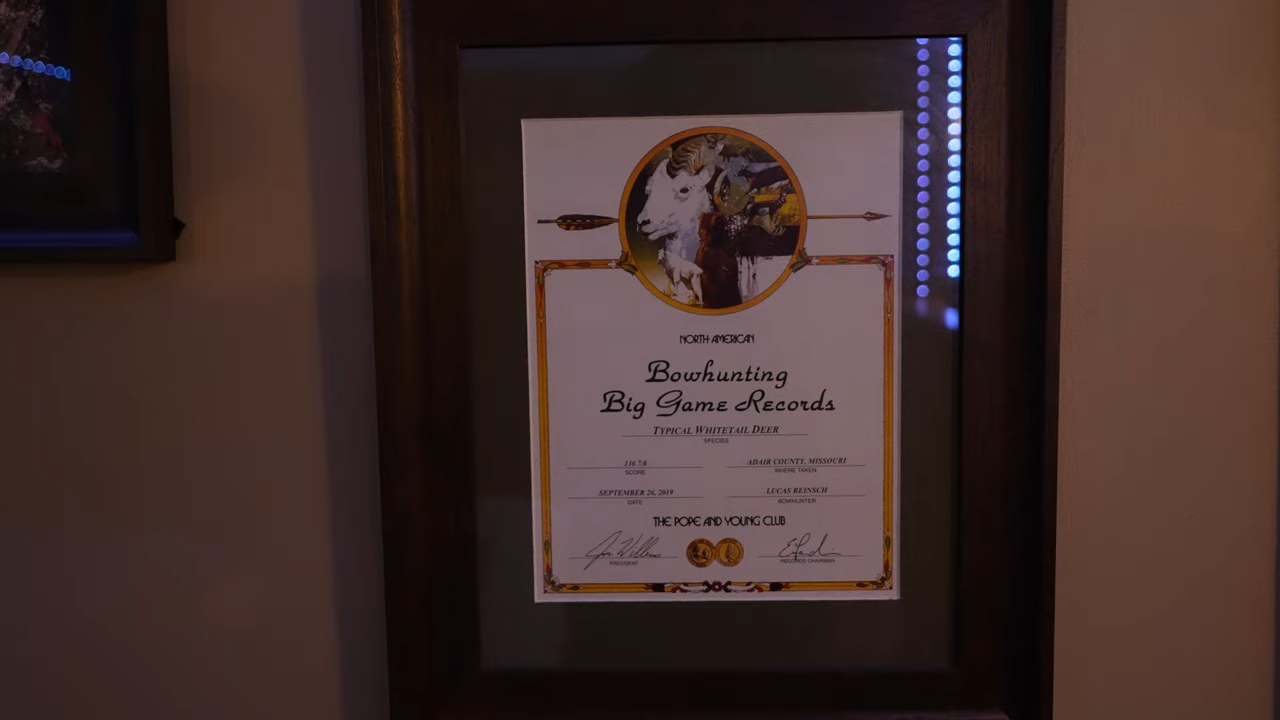 NORTH AMERICAN
Bowhunting
Big Game Records
TYPICAL WHITETAIL DEER
SPECIES
136 7/8
SCORE
ADAIR COUNTY, MISSOURI
WHERE TAKEN
SEPTEMBER 26, 2019
DATE
LUCAS REINSCH
BOWHUNTER
THE POPE AND YOUNG CLUB
PRESIDENT
RECORDS CHAIRMAN